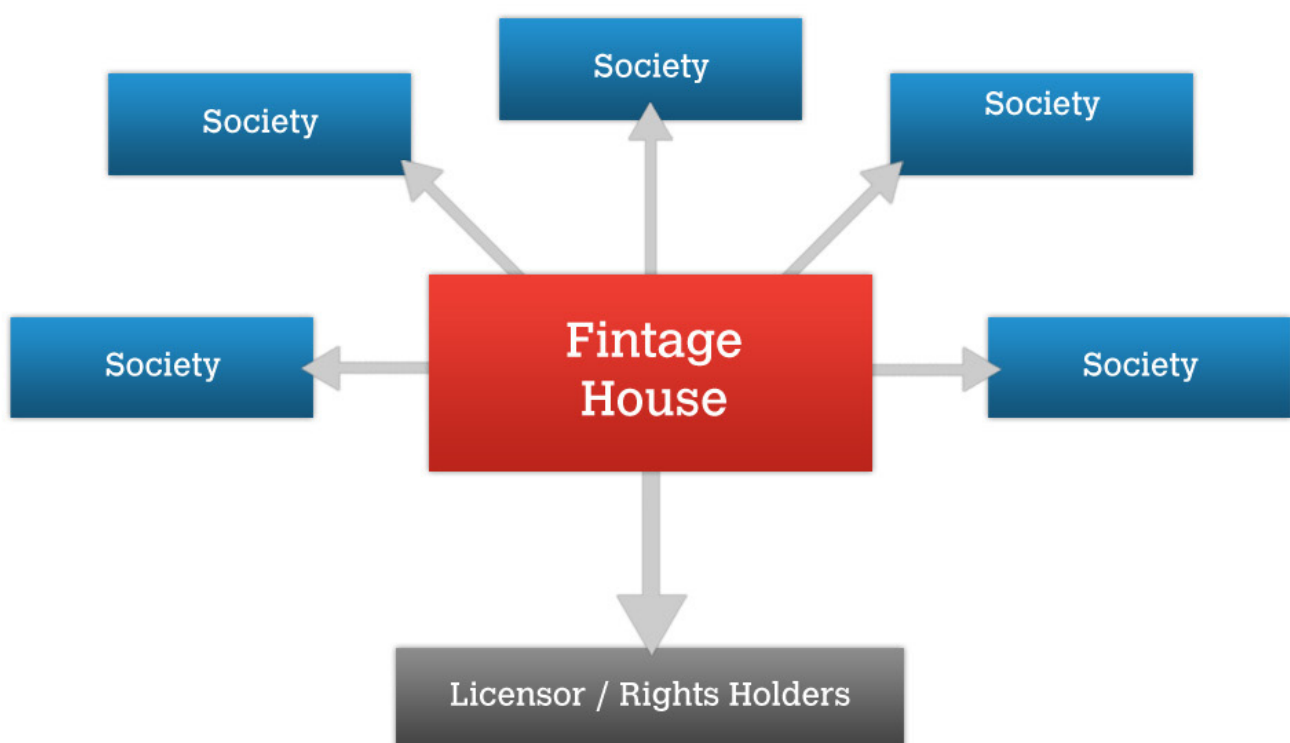 Society
Society
Society
Society
Fintage
House
Society
Licensor / Rights Holders